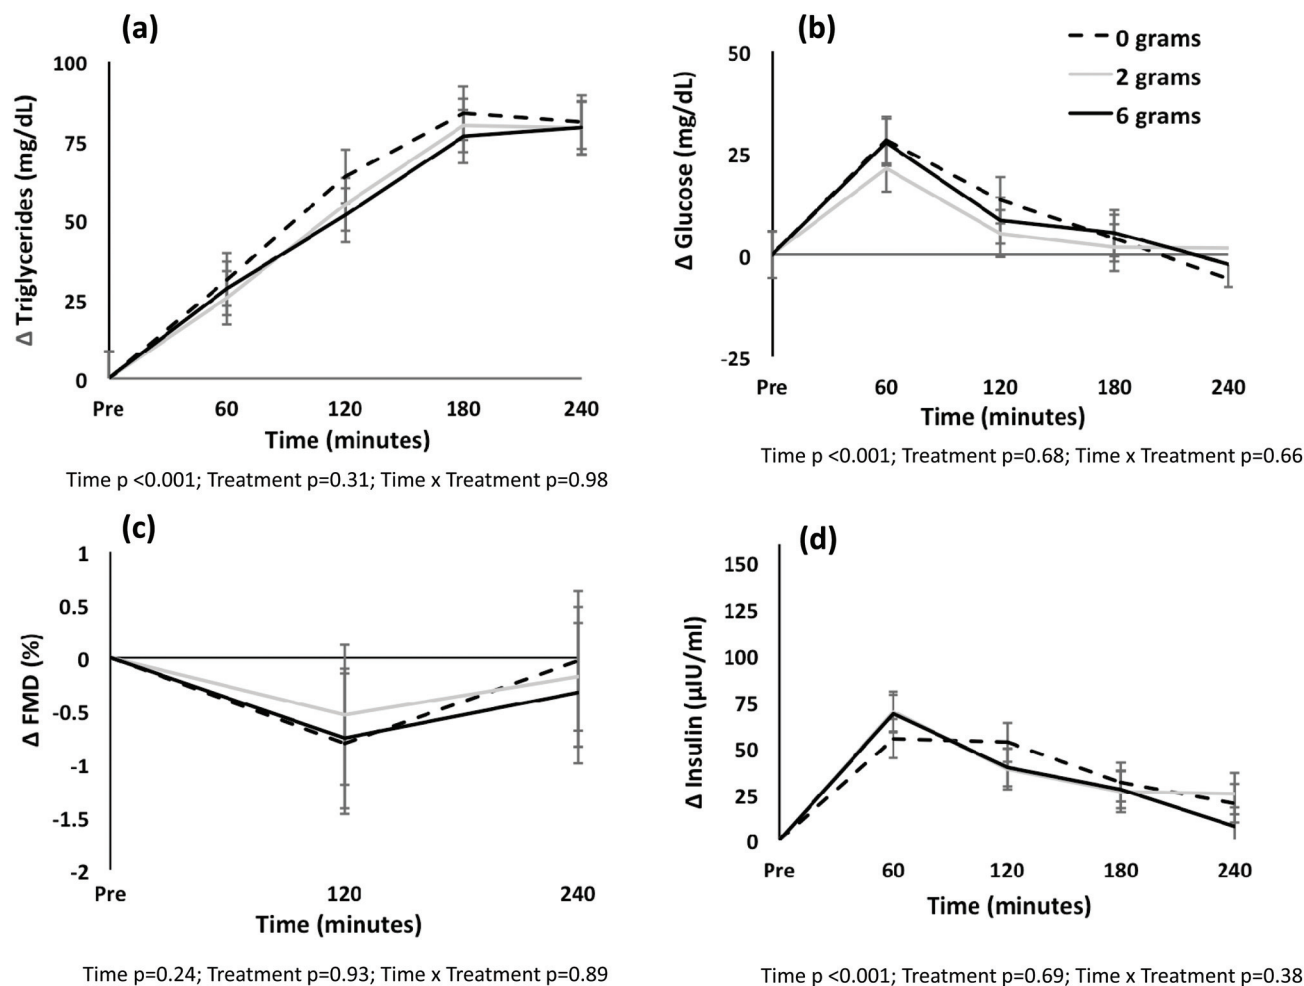 (a)
100
75
50
25
0
Δ Triglycerides (mg/dL)
Pre 60 120 180 240
Time (minutes)
Time p <0.001; Treatment p=0.31; Time x Treatment p=0.98
(b)
0 grams
2 grams
6 grams
50
25
0
-25
Δ Glucose (mg/dL)
Pre 60 120 180 240
Time (minutes)
Time p <0.001; Treatment p=0.68; Time x Treatment p=0.66
(c)
1
0.5
0
-0.5
-1
-1.5
-2
Δ FMD (%)
Pre 120 240
Time (minutes)
Time p=0.24; Treatment p=0.93; Time x Treatment p=0.89
(d)
150
125
100
75
50
25
0
Δ Insulin (µIU/ml)
Pre 60 120 180 240
Time (minutes)
Time p <0.001; Treatment p=0.69; Time x Treatment p=0.38